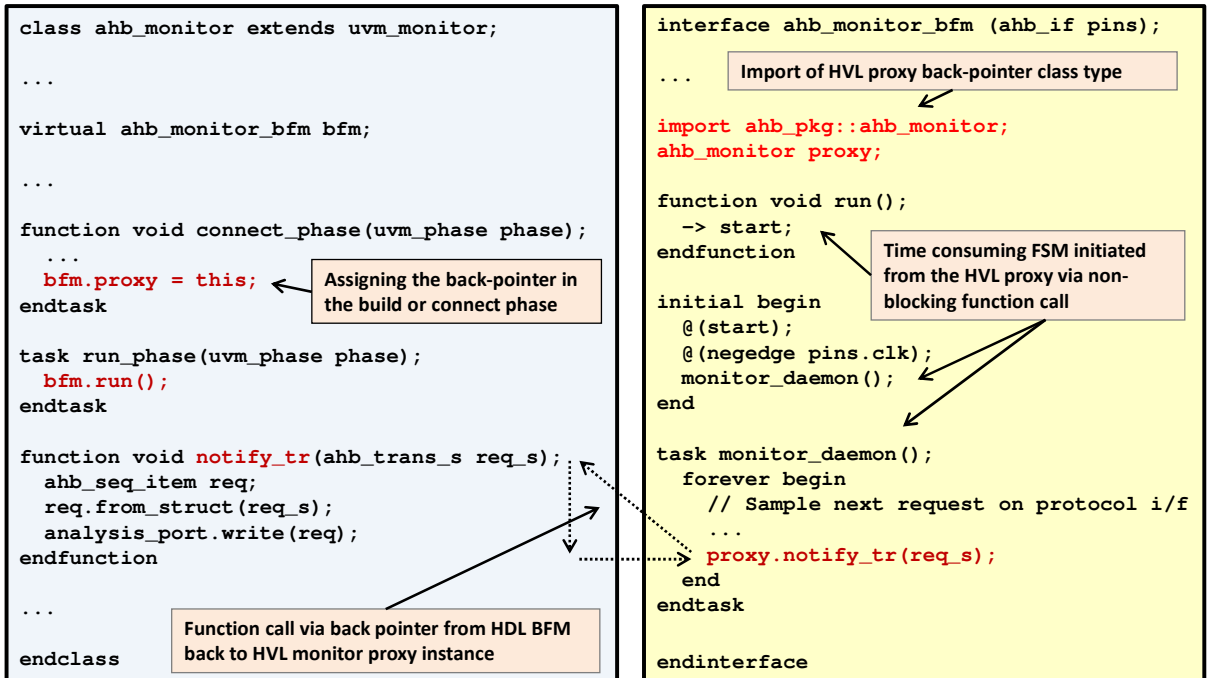 class ahb_monitor extends uvm_monitor;
...
virtual ahb_monitor_bfm bfm;
...
function void connect_phase(uvm_phase phase);
...
bfm.proxy = this;
Assigning the back-pointer in
the build or connect phase
endtask
task run_phase(uvm_phase phase);
bfm.run();
endtask
function void notify_tr(ahb_trans_s req_s);
ahb_seq_item req;
req.from_struct(req_s);
analysis_port.write(req);
endfunction
...
Function call via back pointer from HDL BFM
back to HVL monitor proxy instance
endclass
interface ahb_monitor_bfm (ahb_if pins);
...
Import of HVL proxy back-pointer class type
import ahb_pkg::ahb_monitor;
ahb_monitor proxy;
function void run();
-> start;
endfunction
Time consuming FSM initiated
from the HVL proxy via non-
blocking function call
initial begin
@(start);
@(negedge pins.clk);
monitor_daemon();
end
task monitor_daemon();
forever begin
// Sample next request on protocol i/f
...
proxy.notify_tr(req_s);
end
endtask
endinterface